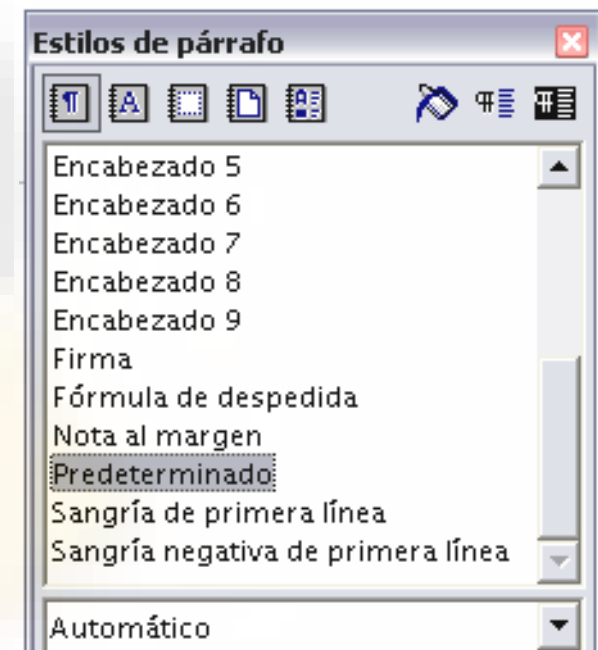 Estilos de párrafo
Encabezado 5
Encabezado 6
Encabezado 7
Encabezado 8
Encabezado 9
Firma
Fórmula de despedida
Nota al margen
Predeterminado
Sangría de primera línea
Sangría negativa de primera línea
Automático